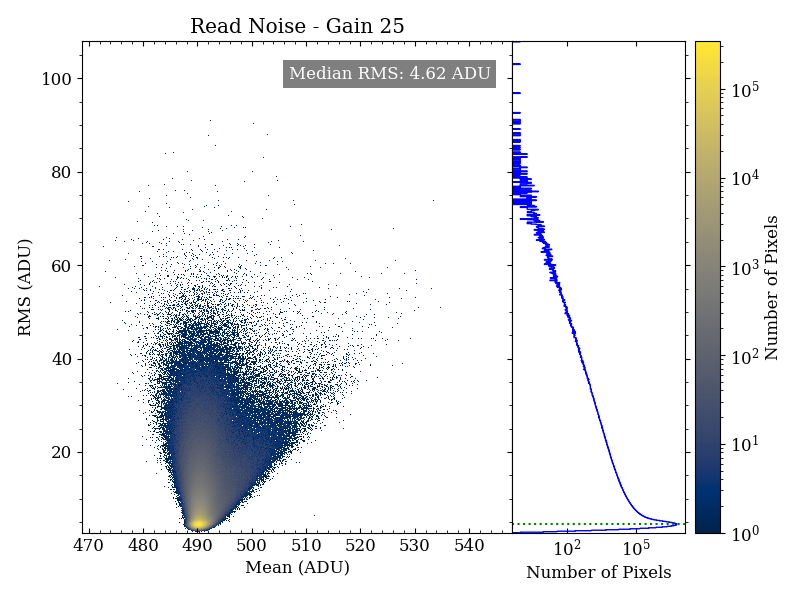 Read Noise - Gain 25
Median RMS: 4.62 ADU
RMS (ADU)
100
80
60
40
20
470 480 490 500 510 520 530 540
Mean (ADU)
10^2 10^5
Number of Pixels
10^5
10^4
10^3
10^2
10^1
10^0
Number of Pixels